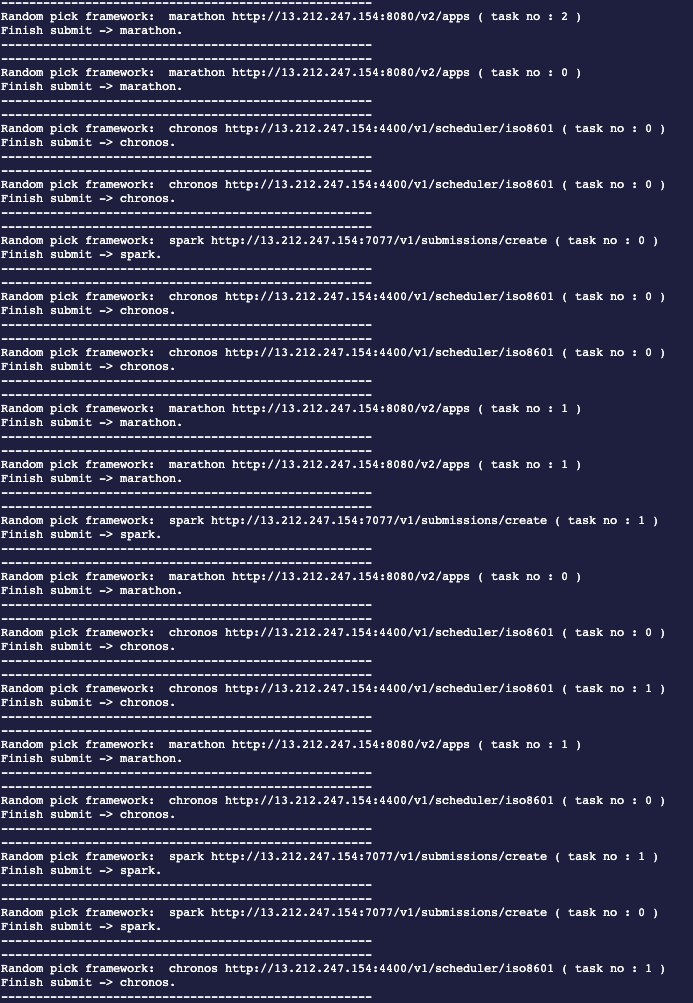 -----------------------------------------------------
Random pick framework:  marathon http://13.212.247.154:8080/v2/apps ( task no : 2 )
Finish submit -> marathon.
-----------------------------------------------------
-----------------------------------------------------
Random pick framework:  marathon http://13.212.247.154:8080/v2/apps ( task no : 0 )
Finish submit -> marathon.
-----------------------------------------------------
-----------------------------------------------------
Random pick framework:  chronos http://13.212.247.154:4400/v1/scheduler/iso8601 ( task no : 0 )
Finish submit -> chronos.
-----------------------------------------------------
-----------------------------------------------------
Random pick framework:  chronos http://13.212.247.154:4400/v1/scheduler/iso8601 ( task no : 0 )
Finish submit -> chronos.
-----------------------------------------------------
-----------------------------------------------------
Random pick framework:  spark http://13.212.247.154:7077/v1/submissions/create ( task no : 0 )
Finish submit -> spark.
-----------------------------------------------------
-----------------------------------------------------
Random pick framework:  chronos http://13.212.247.154:4400/v1/scheduler/iso8601 ( task no : 0 )
Finish submit -> chronos.
-----------------------------------------------------
-----------------------------------------------------
Random pick framework:  chronos http://13.212.247.154:4400/v1/scheduler/iso8601 ( task no : 0 )
Finish submit -> chronos.
-----------------------------------------------------
-----------------------------------------------------
Random pick framework:  marathon http://13.212.247.154:8080/v2/apps ( task no : 1 )
Finish submit -> marathon.
-----------------------------------------------------
-----------------------------------------------------
Random pick framework:  marathon http://13.212.247.154:8080/v2/apps ( task no : 1 )
Finish submit -> marathon.
-----------------------------------------------------
-----------------------------------------------------
Random pick framework:  spark http://13.212.247.154:7077/v1/submissions/create ( task no : 1 )
Finish submit -> spark.
-----------------------------------------------------
-----------------------------------------------------
Random pick framework:  marathon http://13.212.247.154:8080/v2/apps ( task no : 0 )
Finish submit -> marathon.
-----------------------------------------------------
-----------------------------------------------------
Random pick framework:  chronos http://13.212.247.154:4400/v1/scheduler/iso8601 ( task no : 0 )
Finish submit -> chronos.
-----------------------------------------------------
-----------------------------------------------------
Random pick framework:  chronos http://13.212.247.154:4400/v1/scheduler/iso8601 ( task no : 1 )
Finish submit -> chronos.
-----------------------------------------------------
-----------------------------------------------------
Random pick framework:  marathon http://13.212.247.154:8080/v2/apps ( task no : 1 )
Finish submit -> marathon.
-----------------------------------------------------
-----------------------------------------------------
Random pick framework:  chronos http://13.212.247.154:4400/v1/scheduler/iso8601 ( task no : 0 )
Finish submit -> chronos.
-----------------------------------------------------
-----------------------------------------------------
Random pick framework:  spark http://13.212.247.154:7077/v1/submissions/create ( task no : 1 )
Finish submit -> spark.
-----------------------------------------------------
-----------------------------------------------------
Random pick framework:  spark http://13.212.247.154:7077/v1/submissions/create ( task no : 0 )
Finish submit -> spark.
-----------------------------------------------------
-----------------------------------------------------
Random pick framework:  chronos http://13.212.247.154:4400/v1/scheduler/iso8601 ( task no : 1 )
Finish submit -> chronos.
-----------------------------------------------------